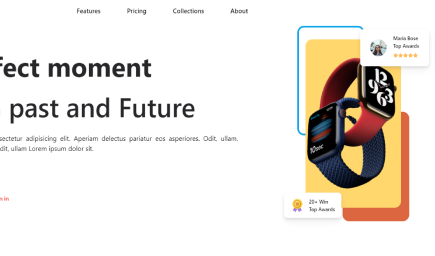 Features Pricing Collections About
fect moment
past and Future
sectetur adipisicing elit. Aperiam delectus pariatur eos asperiores. Odit, ullam.
dit, ullam Lorem ipsum dolor sit.
n in
Maria Bose
Top Awards
20+ Win
Top Awards